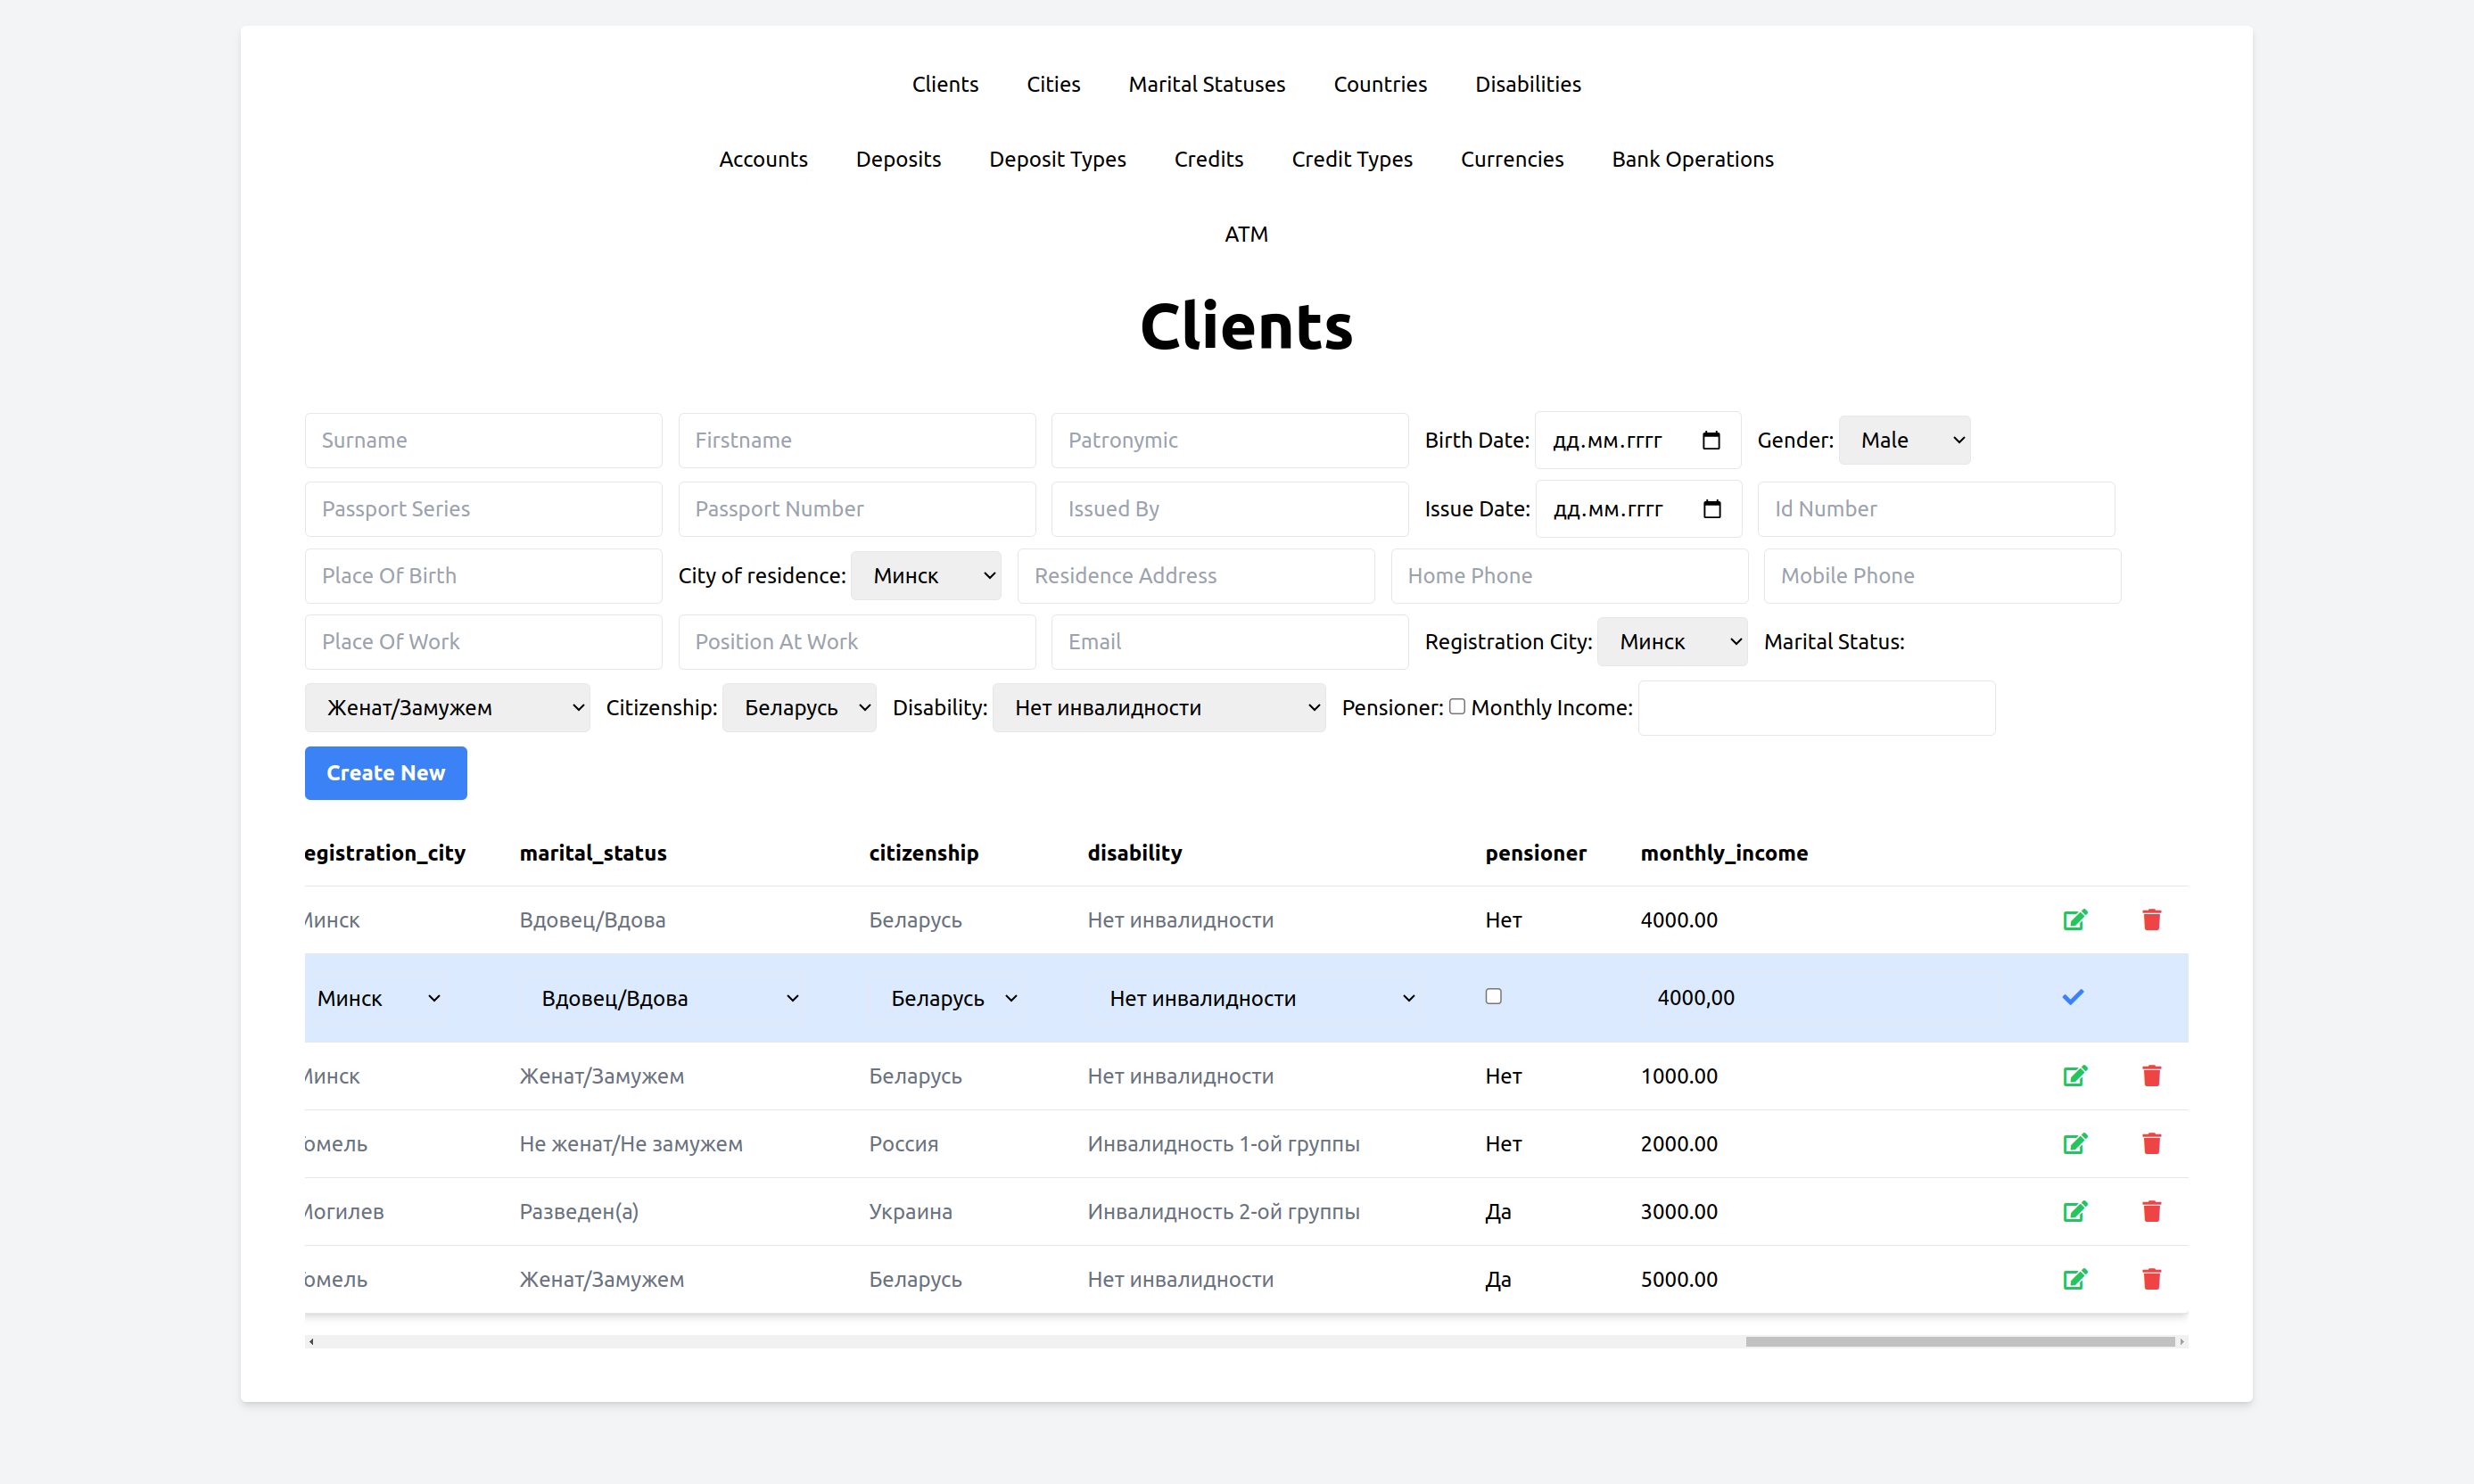 Clients Cities Marital Statuses Countries Disabilities
Accounts Deposits Deposit Types Credits Credit Types Currencies Bank Operations
ATM
Clients
Surname Firstname Patronymic Birth Date: дд.мм.гггг Gender: Male
Passport Series Passport Number Issued By Issue Date: дд.мм.гггг Id Number
Place Of Birth City of residence: Минск Residence Address Home Phone Mobile Phone
Place Of Work Position At Work Email Registration City: Минск Marital Status:
Женат/Замужем Citizenship: Беларусь Disability: Нет инвалидности Pensioner: Monthly Income:
Create New
egistration_city marital_status citizenship disability pensioner monthly_income
Минск Вдовец/Вдова Беларусь Нет инвалидности Нет 4000.00
Минск Вдовец/Вдова Беларусь Нет инвалидности 4000,00
Минск Женат/Замужем Беларусь Нет инвалидности Нет 1000.00
омель Не женат/Не замужем Россия Инвалидность 1-ой группы Нет 2000.00
Могилев Разведен(а) Украина Инвалидность 2-ой группы Да 3000.00
омель Женат/Замужем Беларусь Нет инвалидности Да 5000.00